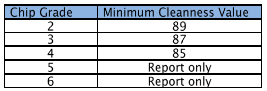 Chip Grade Minimum Cleanness Value
2 89
3 87
4 85
5 Report only
6 Report only